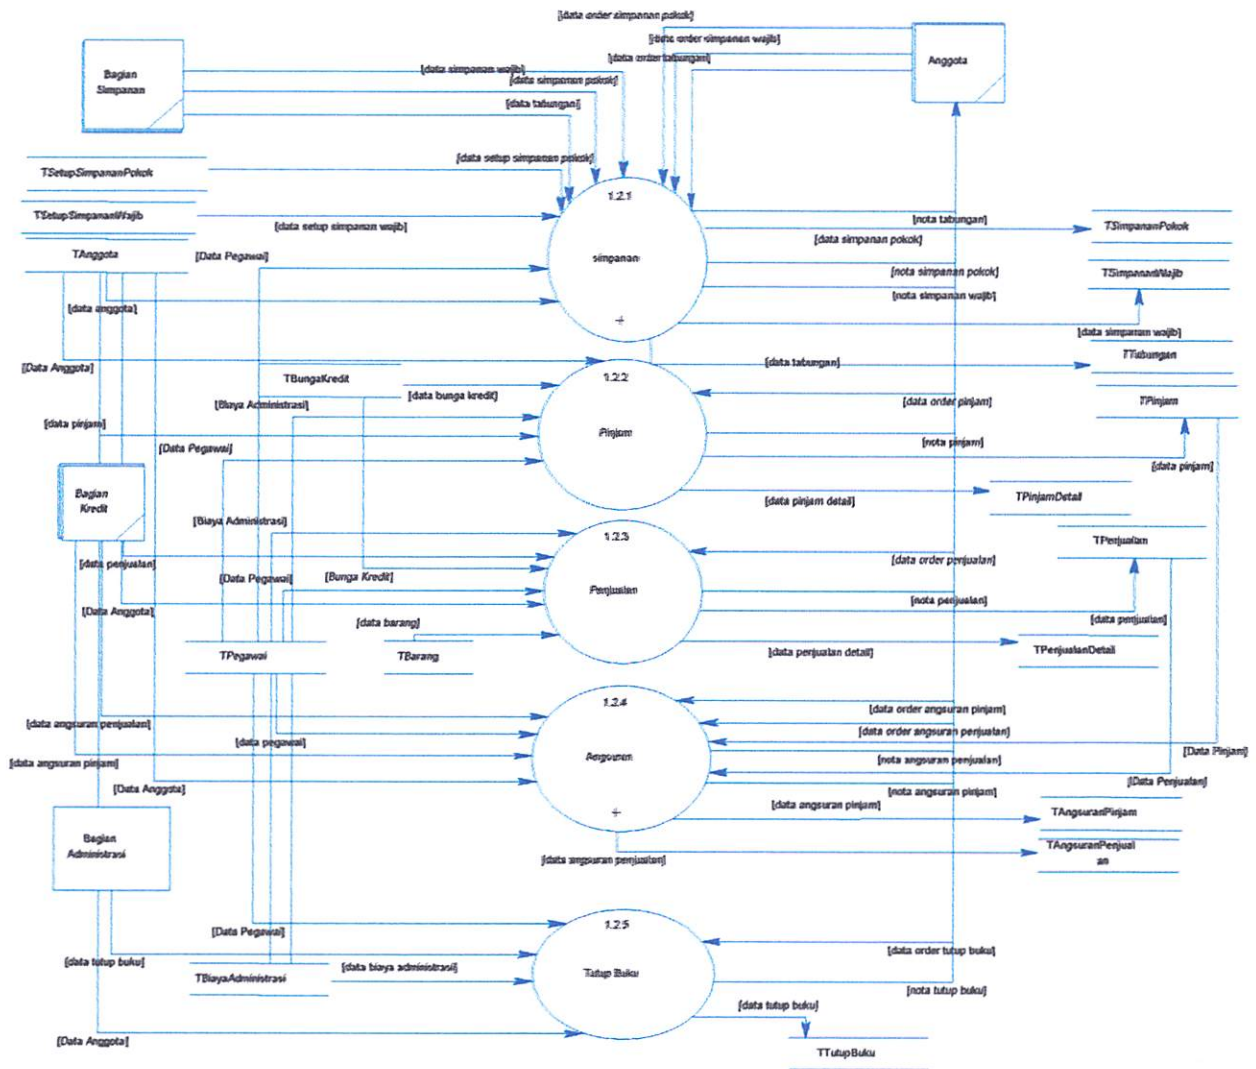 [data order simpanan pokok]
[data order simpanan wajib]
[data order tabungan]
Anggota
Bagian
Simpanan
[data simpanan wajib]
[data simpanan pokok]
[data tabungan]
TSetupSimpananPokok
[data setup simpanan pokok]
TSetupSimpananWajib
[data setup simpanan wajib]
TAnggota
[Data Pegawai]
[data anggota]
1.2.1
simpanan
+
[nota tabungan]
[data simpanan pokok]
[nota simpanan pokok]
[nota simpanan wajib]
TSimpananPokok
TSimpananWajib
[data simpanan wajib]
[Data Anggota]
TBungaKredit
[data bunga kredit]
[Biaya Administrasi]
1.2.2
Pinjam
[data tabungan]
TTabungan
[data order pinjam]
TPinjam
[data pinjam]
[Data Pegawai]
[nota pinjam]
[data pinjam]
[data pinjam detail]
TPinjamDetail
Bagian
Kredit
[Biaya Administrasi]
1.2.3
Penjualan
[data order penjualan]
TPenjualan
[data penjualan]
[Data Pegawai]
[Bunga Kredit]
[nota penjualan]
[data penjualan]
[Data Anggota]
[data barang]
TPegawai
TBarang
[data penjualan detail]
TPenjualanDetail
1.2.4
Angsuran
+
[data order angsuran pinjam]
[data order angsuran penjualan]
[data angsuran penjualan]
[data pegawai]
[nota angsuran penjualan]
[Data Pinjam]
[data angsuran pinjam]
[Data Anggota]
[nota angsuran pinjam]
[Data Penjualan]
[data angsuran pinjam]
TAngsuranPinjam
Bagian
Administrasi
[data angsuran penjualan]
TAngsuranPenjual
an
1.2.5
Tutup Buku
[Data Pegawai]
[data order tutup buku]
[data tutup buku]
TBiayaAdministrasi
[data biaya administrasi]
[nota tutup buku]
[data tutup buku]
[Data Anggota]
TTutupBuku